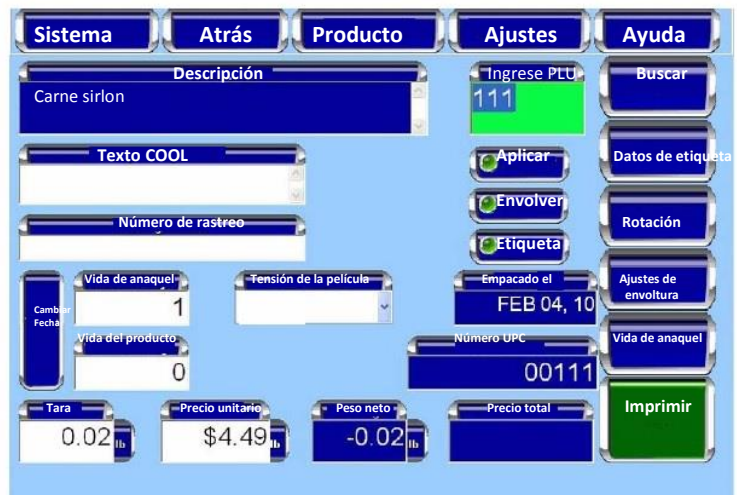 Sistema
Atrás
Producto
Ajustes
Ayuda
Descripción
Carne sirlon
Ingrese PLU
111
Buscar
Texto COOL
Aplicar
Datos de etiqueta
Envolver
Número de rastreo
Rotación
Etiqueta
Cambiar
Fecha
Vida de anaquel
1
Tensión de la película
Empacado el
FEB 04, 10
Ajustes de
envoltura
Vida del producto
0
Número UPC
00111
Vida de anaquel
Tara
0.02 lb
Precio unitario
$4.49 lb
Peso neto
-0.02 lb
Precio total
Imprimir